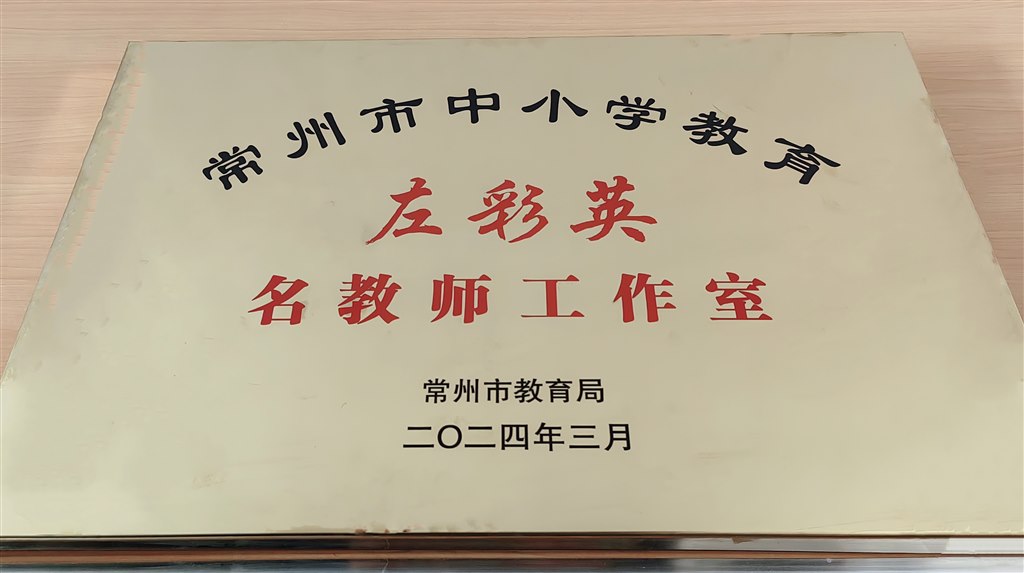 常州市中小学教育
左彩英
名教师工作室
常州市教育局
二〇二四年三月